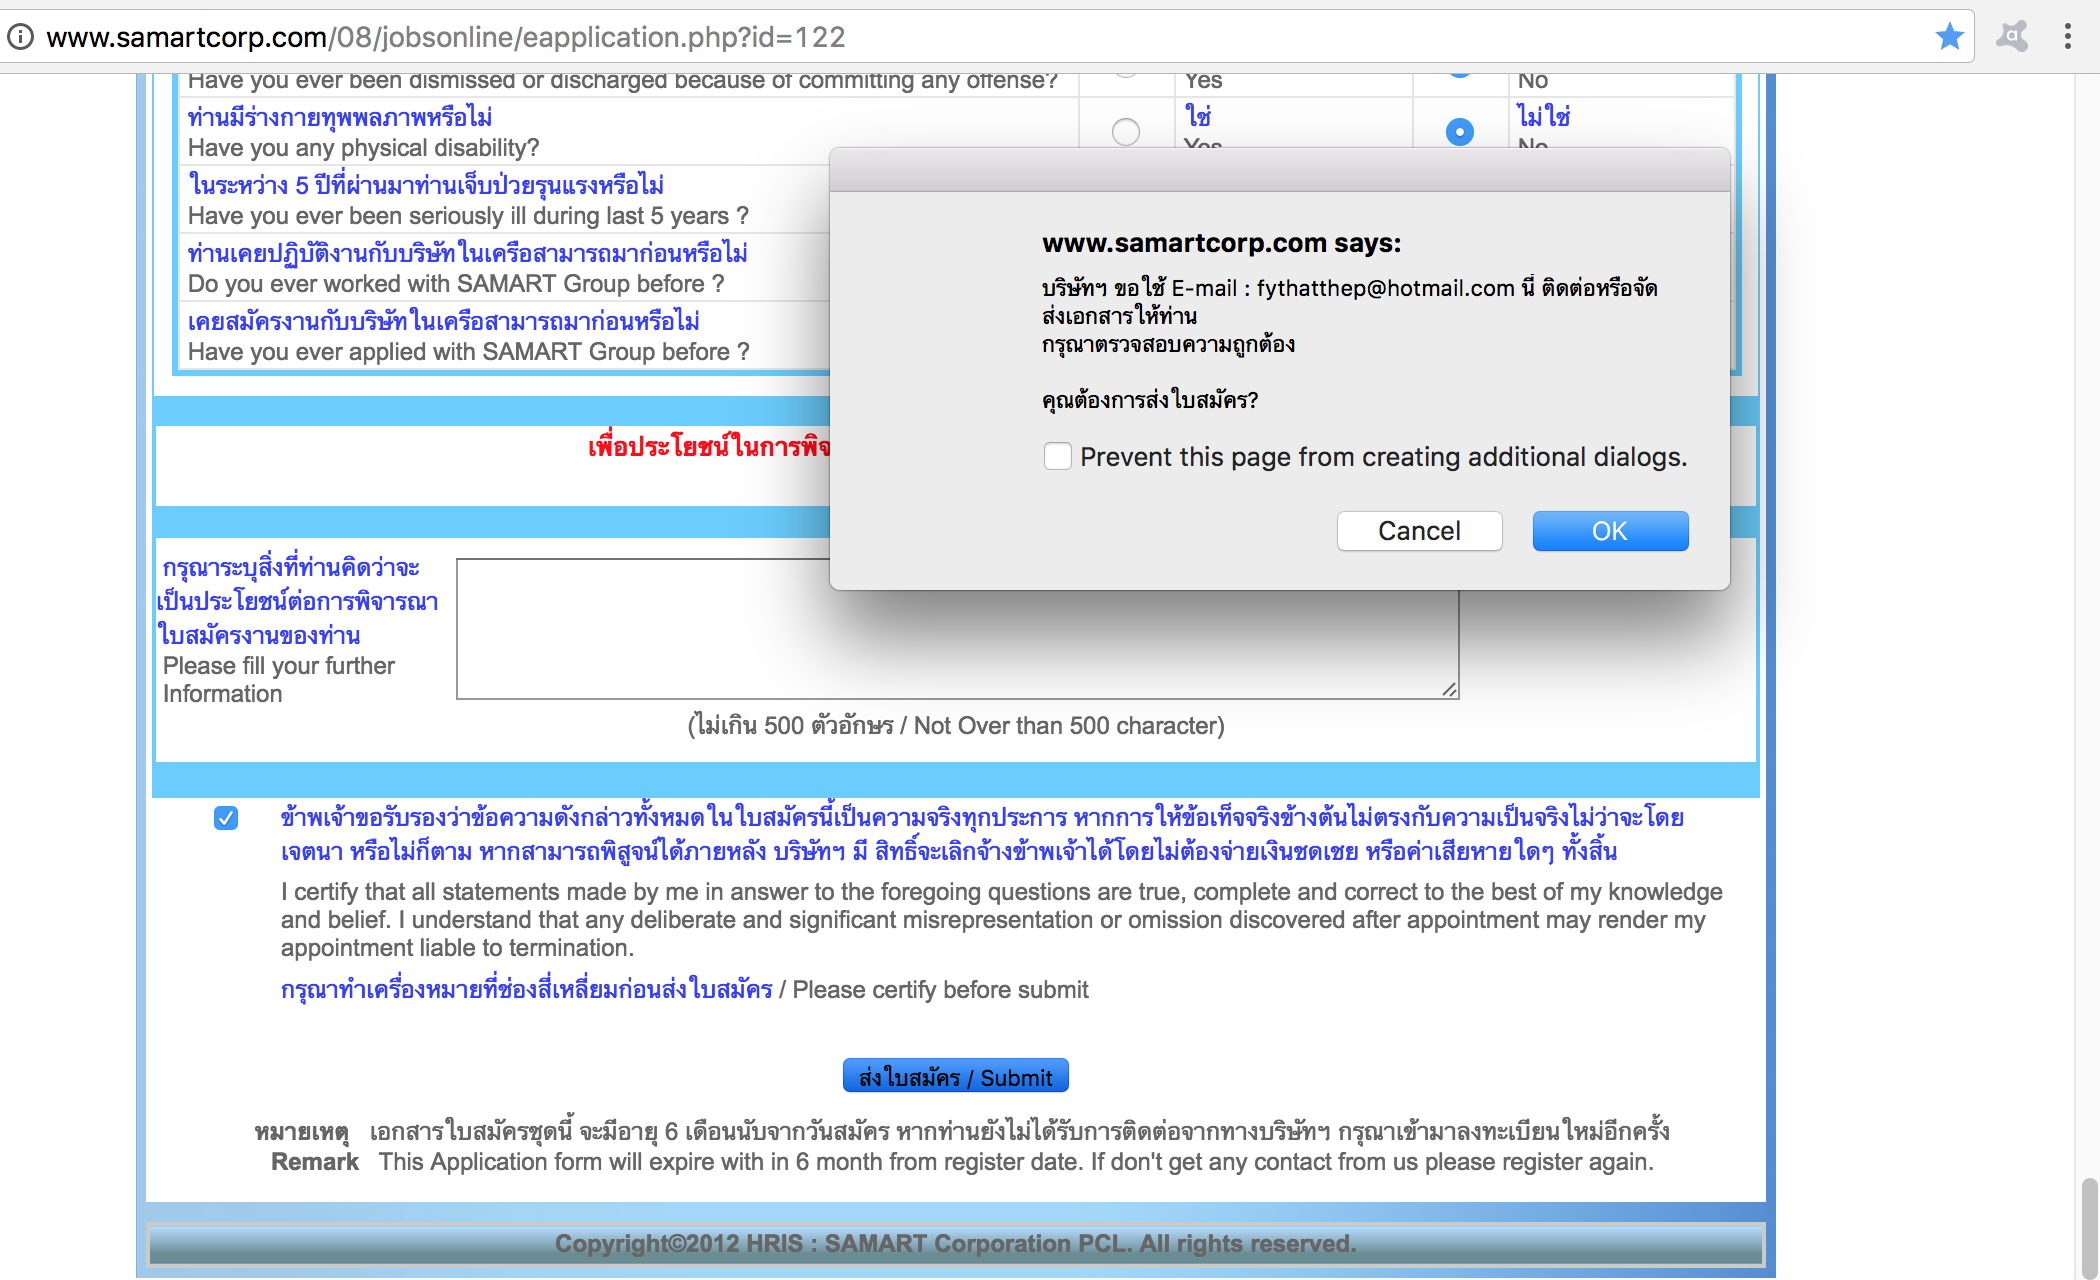 www.samartcorp.com/08/jobsonline/eapplication.php?id=122
Have you ever been dismissed or discharged because of committing any offense?
Yes
No
ท่านมีร่างกายทุพพลภาพหรือไม่
ใช่
ไม่ใช่
Have you any physical disability?
Yes
No
ในระหว่าง 5 ปีที่ผ่านมาท่านเจ็บป่วยรุนแรงหรือไม่
Have you ever been seriously ill during last 5 years ?
ท่านเคยปฏิบัติงานกับบริษัทในเครือสามารถมาก่อนหรือไม่
Do you ever worked with SAMART Group before ?
เคยสมัครงานกับบริษัทในเครือสามารถมาก่อนหรือไม่
Have you ever applied with SAMART Group before ?
www.samartcorp.com says:
บริษัทฯ ขอใช้ E-mail : fythatthep@hotmail.com นี้ ติดต่อหรือจัด
ส่งเอกสารให้ท่าน
กรุณาตรวจสอบความถูกต้อง
คุณต้องการส่งใบสมัคร?
Prevent this page from creating additional dialogs.
Cancel
OK
เพื่อประโยชน์ในการพิจ
กรุณาระบุสิ่งที่ท่านคิดว่าจะ
เป็นประโยชน์ต่อการพิจารณา
ใบสมัครงานของท่าน
Please fill your further
Information
(ไม่เกิน 500 ตัวอักษร / Not Over than 500 character)
ข้าพเจ้าขอรับรองว่าข้อความดังกล่าวทั้งหมดในใบสมัครนี้เป็นความจริงทุกประการ หากการให้ข้อเท็จจริงข้างต้นไม่ตรงกับความเป็นจริงไม่ว่าจะโดย
เจตนา หรือไม่ก็ตาม หากสามารถพิสูจน์ได้ภายหลัง บริษัทฯ มี สิทธิ์จะเลิกจ้างข้าพเจ้าได้โดยไม่ต้องจ่ายเงินชดเชย หรือค่าเสียหายใดๆ ทั้งสิ้น
I certify that all statements made by me in answer to the foregoing questions are true, complete and correct to the best of my knowledge
and belief. I understand that any deliberate and significant misrepresentation or omission discovered after appointment may render my
appointment liable to termination.
กรุณาทำเครื่องหมายที่ช่องสี่เหลี่ยมก่อนส่งใบสมัคร / Please certify before submit
ส่งใบสมัคร / Submit
หมายเหตุ เอกสารใบสมัครชุดนี้ จะมีอายุ 6 เดือนนับจากวันสมัคร หากท่านยังไม่ได้รับการติดต่อจากทางบริษัทฯ กรุณาเข้ามาลงทะเบียนใหม่อีกครั้ง
Remark This Application form will expire with in 6 month from register date. If don't get any contact from us please register again.
Copyright©2012 HRIS : SAMART Corporation PCL. All rights reserved.